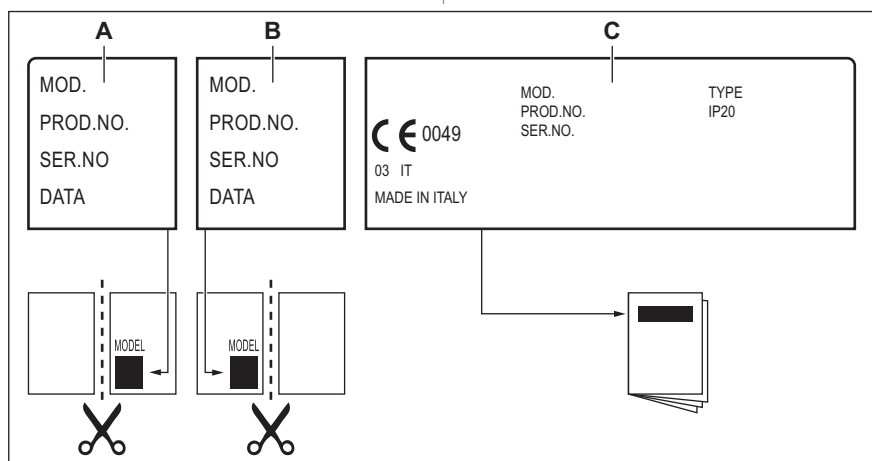 A
B
C
MOD.
PROD.NO.
SER.NO
DATA
MOD.
PROD.NO.
SER.NO
DATA
MOD.
PROD.NO.
SER.NO.
TYPE
IP20
CE 0049
03 IT
MADE IN ITALY
MODEL
MODEL